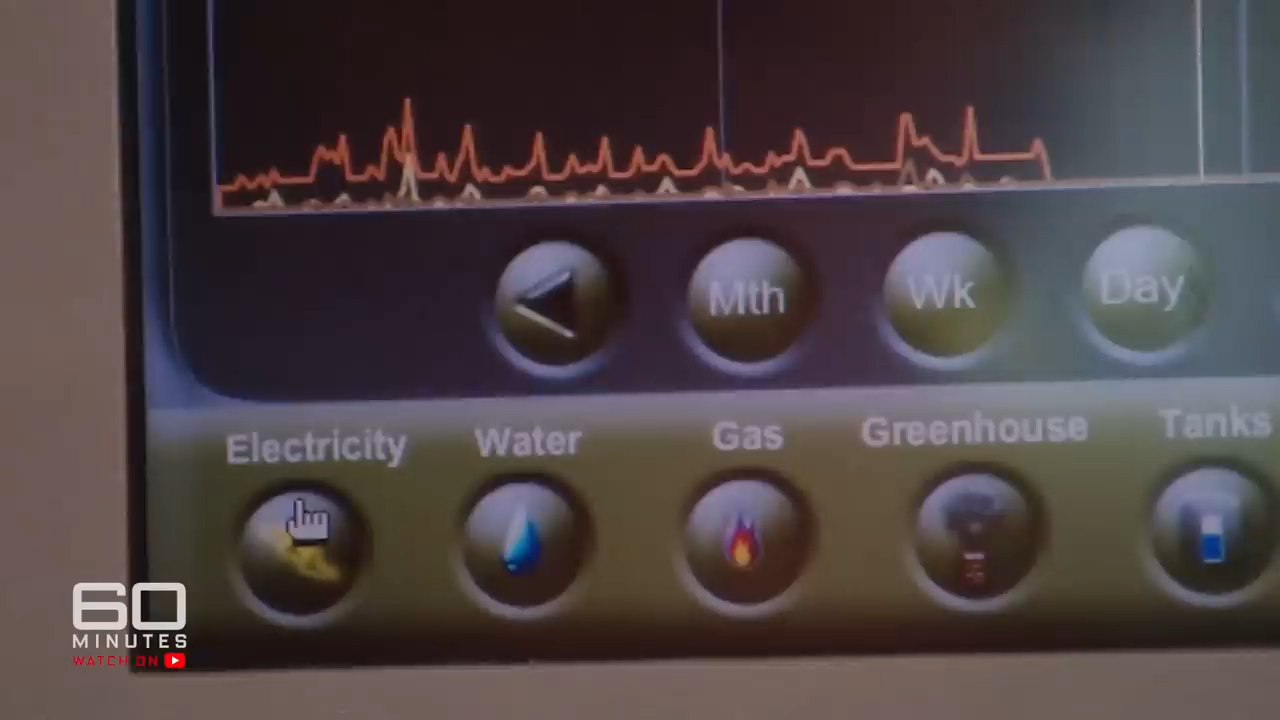 Mth
Wk
Day
Electricity
Water
Gas
Greenhouse
Tanks
60
MINUTES
WATCH ON